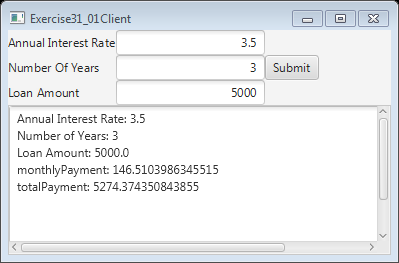 Exercise31_01Client
Annual Interest Rate 3.5
Number Of Years 3 Submit
Loan Amount 5000
Annual Interest Rate: 3.5
Number of Years: 3
Loan Amount: 5000.0
monthlyPayment: 146.5103986345515
totalPayment: 5274.374350843855